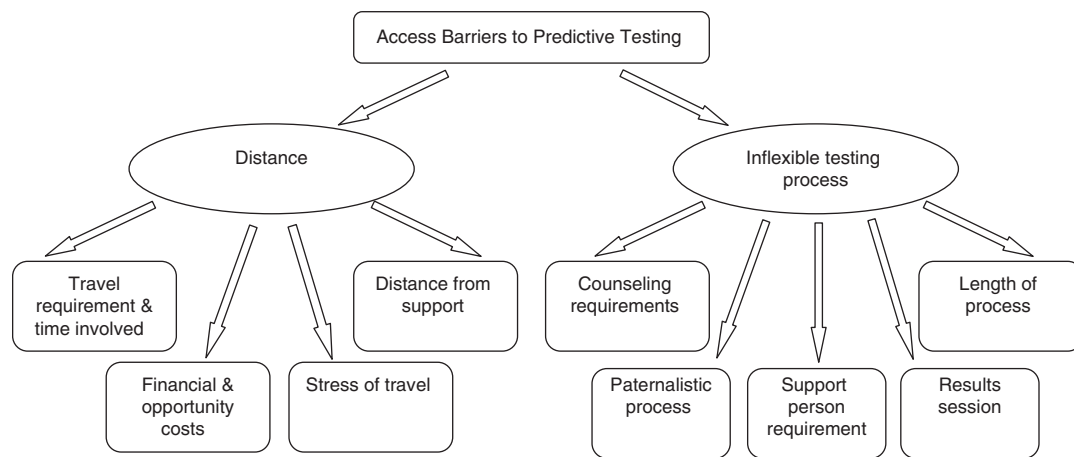 Access Barriers to Predictive Testing
Distance
Inflexible testing
process
Travel
requirement &
time involved
Distance from
support
Counseling
requirements
Length of
process
Financial &
opportunity
costs
Stress of travel
Paternalistic
process
Support
person
requirement
Results
session